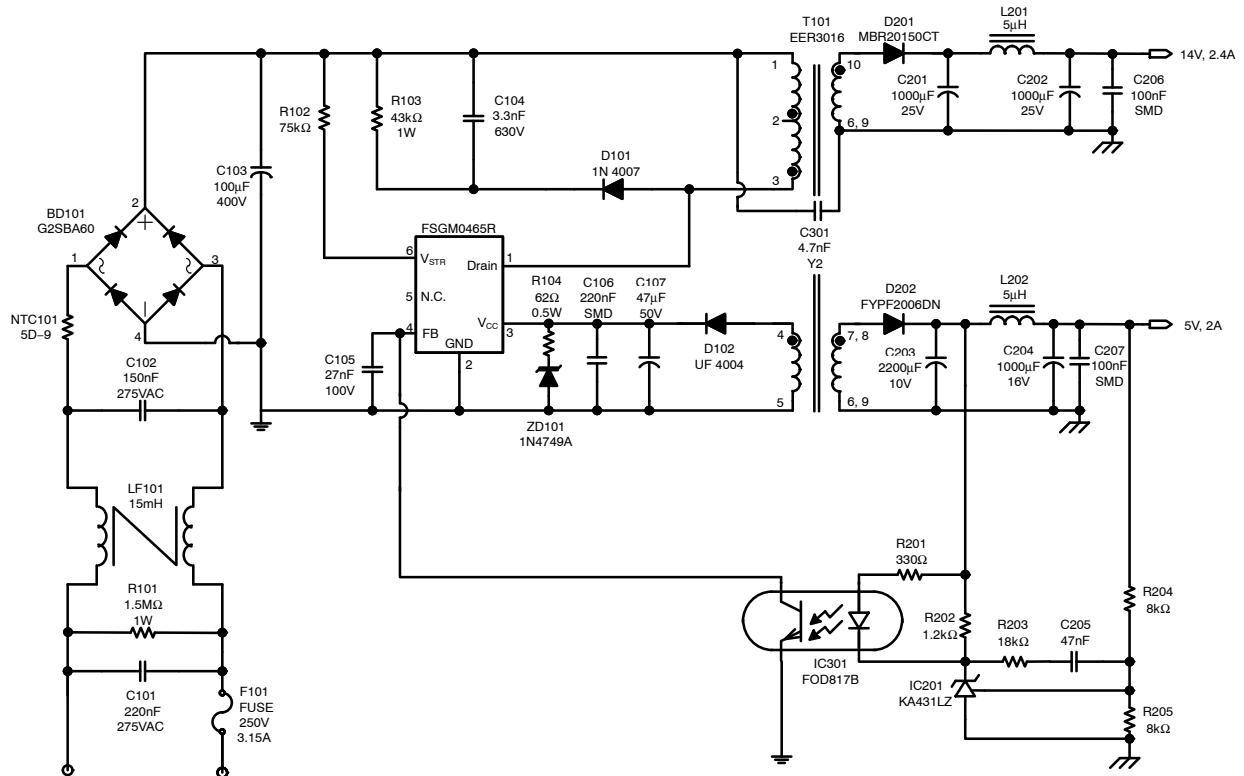 T101
EER3016
D201
MBR20150CT
L201
5μH
14V, 2.4A
1
10
R102
75kΩ
R103
43kΩ
1W
C104
3.3nF
630V
C201
1000μF
25V
C202
1000μF
25V
C206
100nF
SMD
2
6, 9
D101
1N 4007
3
C103
100μF
400V
BD101
G2SBA60
2
1
3
4
C301
4.7nF
Y2
FSGM0465R
6
VSTR
Drain
1
5
N.C.
4
FB
VCC
3
GND
2
R104
62Ω
0.5W
C106
220nF
SMD
C107
47μF
50V
D102
UF 4004
D202
FYPF2006DN
L202
5μH
5V, 2A
4
7, 8
NTC101
5D-9
C102
150nF
275VAC
C105
27nF
100V
C203
2200μF
10V
C204
1000μF
16V
C207
100nF
SMD
5
6, 9
ZD101
1N4749A
LF101
15mH
R101
1.5MΩ
1W
C101
220nF
275VAC
F101
FUSE
250V
3.15A
R201
330Ω
R202
1.2kΩ
R203
18kΩ
C205
47nF
R204
8kΩ
IC301
FOD817B
IC201
KA431LZ
R205
8kΩ